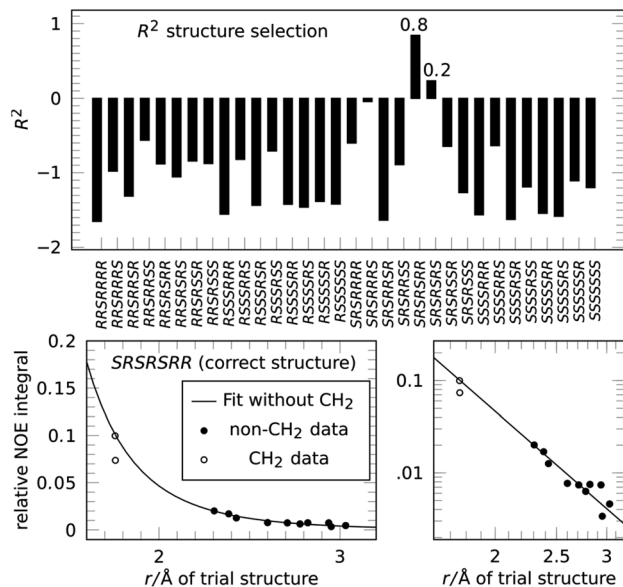 1
R² structure selection
0.8
0.2
0
R²
−1
−2
RRSRRRR
RRSRRRS
RRSRRSR
RRSRRSS
RRSRSRR
RRSRSRS
RRSRSSR
RRSRSSS
RSSSRRR
RSSSRRS
RSSSRSR
RSSSRSS
RSSSSRR
RSSSSRS
RSSSSSR
RSSSSSS
SRSRRRR
SRSRRRS
SRSRRSR
SRSRRSS
SRSRSRR
SRSRSRS
SRSRSSR
SRSRSSS
SSSSRRR
SSSSRRS
SSSSRSR
SSSSRSS
SSSSSRR
SSSSSRS
SSSSSSR
SSSSSSS
relative NOE integral
0.2
0.15
0.1
0.05
0
SRSRSRR (correct structure)
Fit without CH₂
non-CH₂ data
CH₂ data
2
3
r/Å of trial structure
0.1
.01
2
2.5
3
r/Å of trial structure